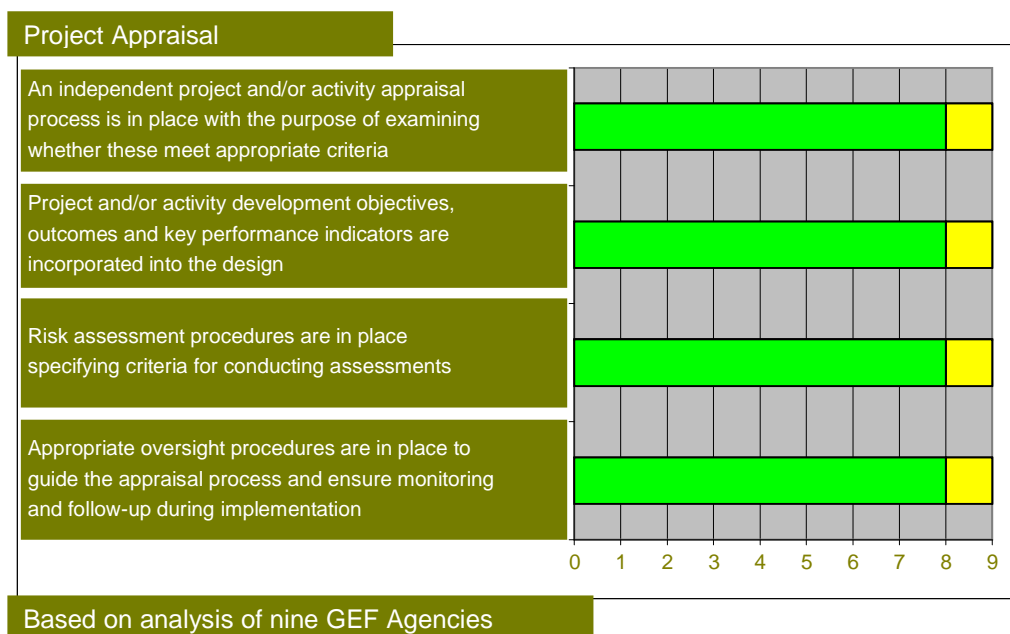 Project Appraisal
An independent project and/or activity appraisal
process is in place with the purpose of examining
whether these meet appropriate criteria
Project and/or activity development objectives,
outcomes and key performance indicators are
incorporated into the design
Risk assessment procedures are in place
specifying criteria for conducting assessments
Appropriate oversight procedures are in place to
guide the appraisal process and ensure monitoring
and follow-up during implementation
0 1 2 3 4 5 6 7 8 9
Based on analysis of nine GEF Agencies